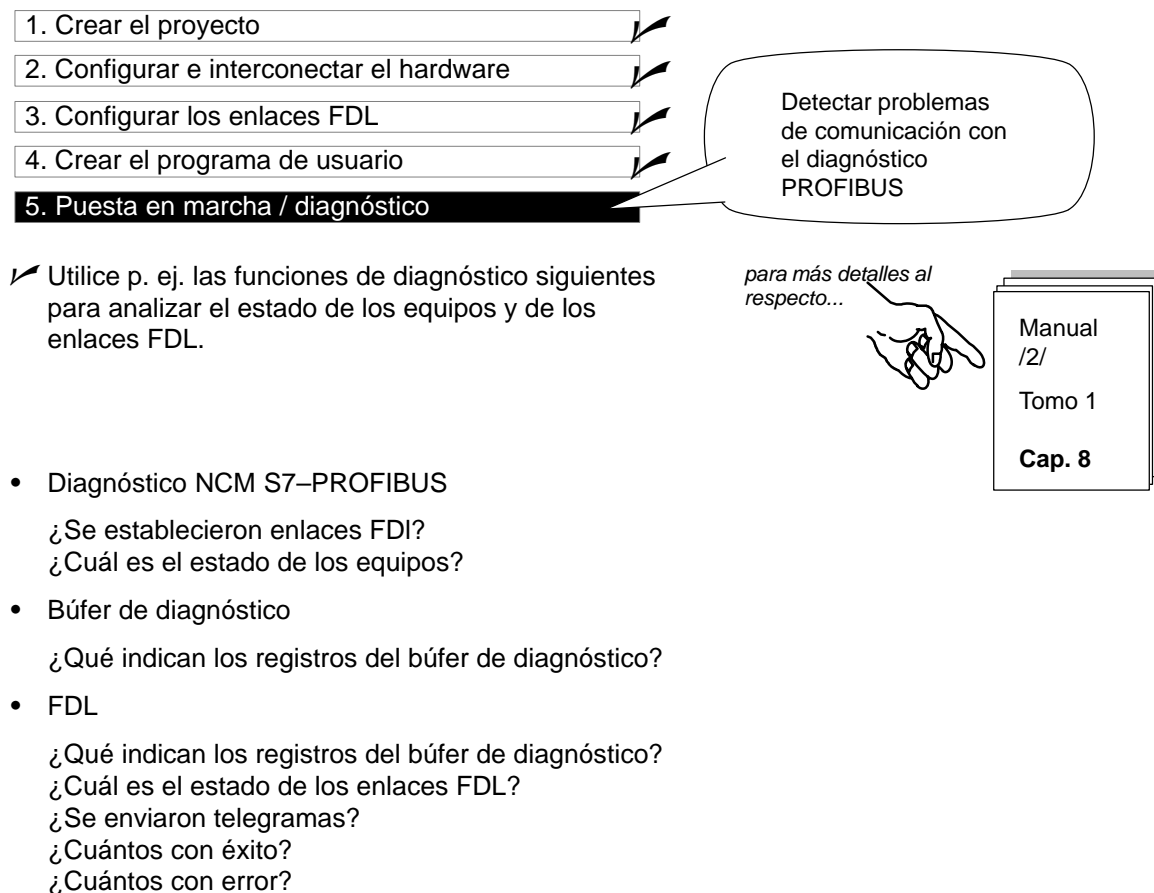 1. Crear el proyecto
2. Configurar e interconectar el hardware
3. Configurar los enlaces FDL
4. Crear el programa de usuario
5. Puesta en marcha / diagnóstico
Detectar problemas
de comunicación con
el diagnóstico
PROFIBUS
Utilice p. ej. las funciones de diagnóstico siguientes
para analizar el estado de los equipos y de los
enlaces FDL.
para más detalles al
respecto...
Manual
/2/
Tomo 1
Cap. 8
• Diagnóstico NCM S7–PROFIBUS
¿Se establecieron enlaces FDl?
¿Cuál es el estado de los equipos?
• Búfer de diagnóstico
¿Qué indican los registros del búfer de diagnóstico?
• FDL
¿Qué indican los registros del búfer de diagnóstico?
¿Cuál es el estado de los enlaces FDL?
¿Se enviaron telegramas?
¿Cuántos con éxito?
¿Cuántos con error?